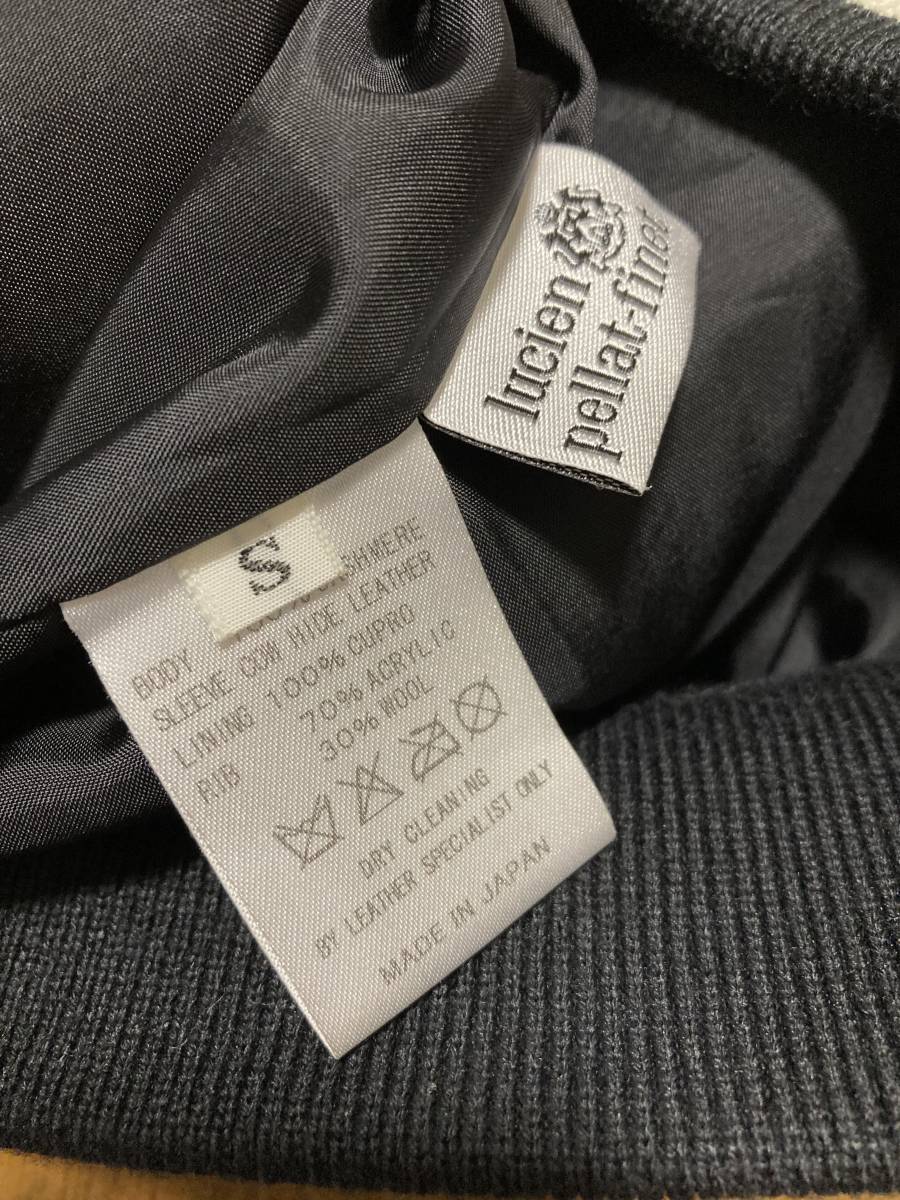 lucien
pellat-finet
S
BODY 100% CASHMERE
SLEEVE COW HIDE LEATHER
LINING 100% CUPRO
RIB 70% ACRYLIC
30% WOOL
DRY CLEANING
BY LEATHER SPECIALIST ONLY
MADE IN JAPAN